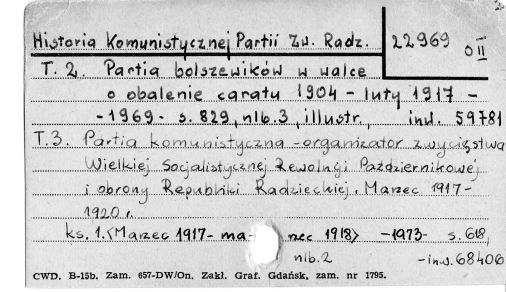 Historia Komunistycznej Partii Zw. Radz. 22969 O II
T. 2. Partia bolszewików w walce
o obalenie caratu 1904 - luty 1917 -
- 1969 - s. 829, nlb. 3, illustr., inw. 59781
T. 3. Partia komunistyczna - organizator zwycięstwa
Wielkiej Socjalistycznej Rewolucji Październikowej
i obrony Republiki Radzieckiej. Marzec 1917 -
1920 r.
ks. 1. (Marzec 1917 - marzec 1918) - 1973 - s. 618,
nlb. 2 - inw. 68406
CWD. B-15b. Zam. 657-DW/On. Zakł. Graf. Gdańsk, zam. nr 1795.